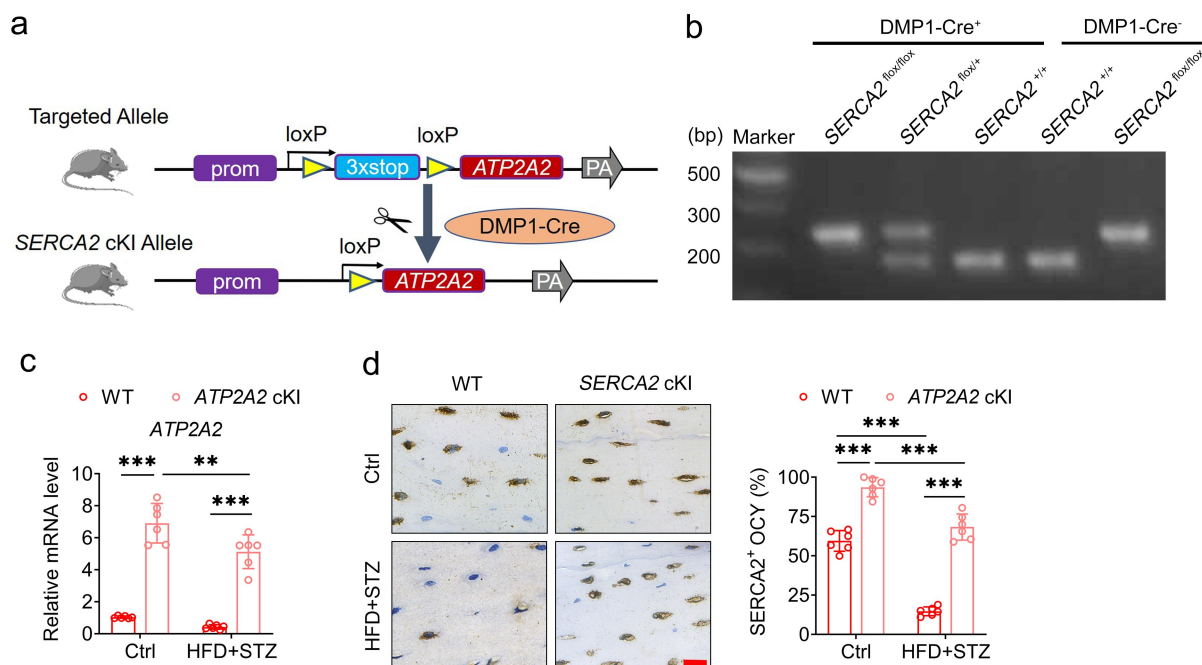 a
Targeted Allele
loxP
loxP
prom
3xstop
ATP2A2
PA
DMP1-Cre
SERCA2 cKI Allele
loxP
prom
ATP2A2
PA
b
DMP1-Cre⁺
DMP1-Cre⁻
SERCA2 flox/flox
SERCA2 flox/+
SERCA2 +/+
SERCA2 +/+
SERCA2 flox/flox
(bp)
Marker
500
300
200
c
WT
ATP2A2 cKI
ATP2A2
Relative mRNA level
10
8
6
4
2
0
***
**
***
Ctrl
HFD+STZ
d
WT
SERCA2 cKI
Ctrl
HFD+STZ
WT
ATP2A2 cKI
SERCA2⁺ OCY (%)
100
75
50
25
0
***
***
***
***
Ctrl
HFD+STZ